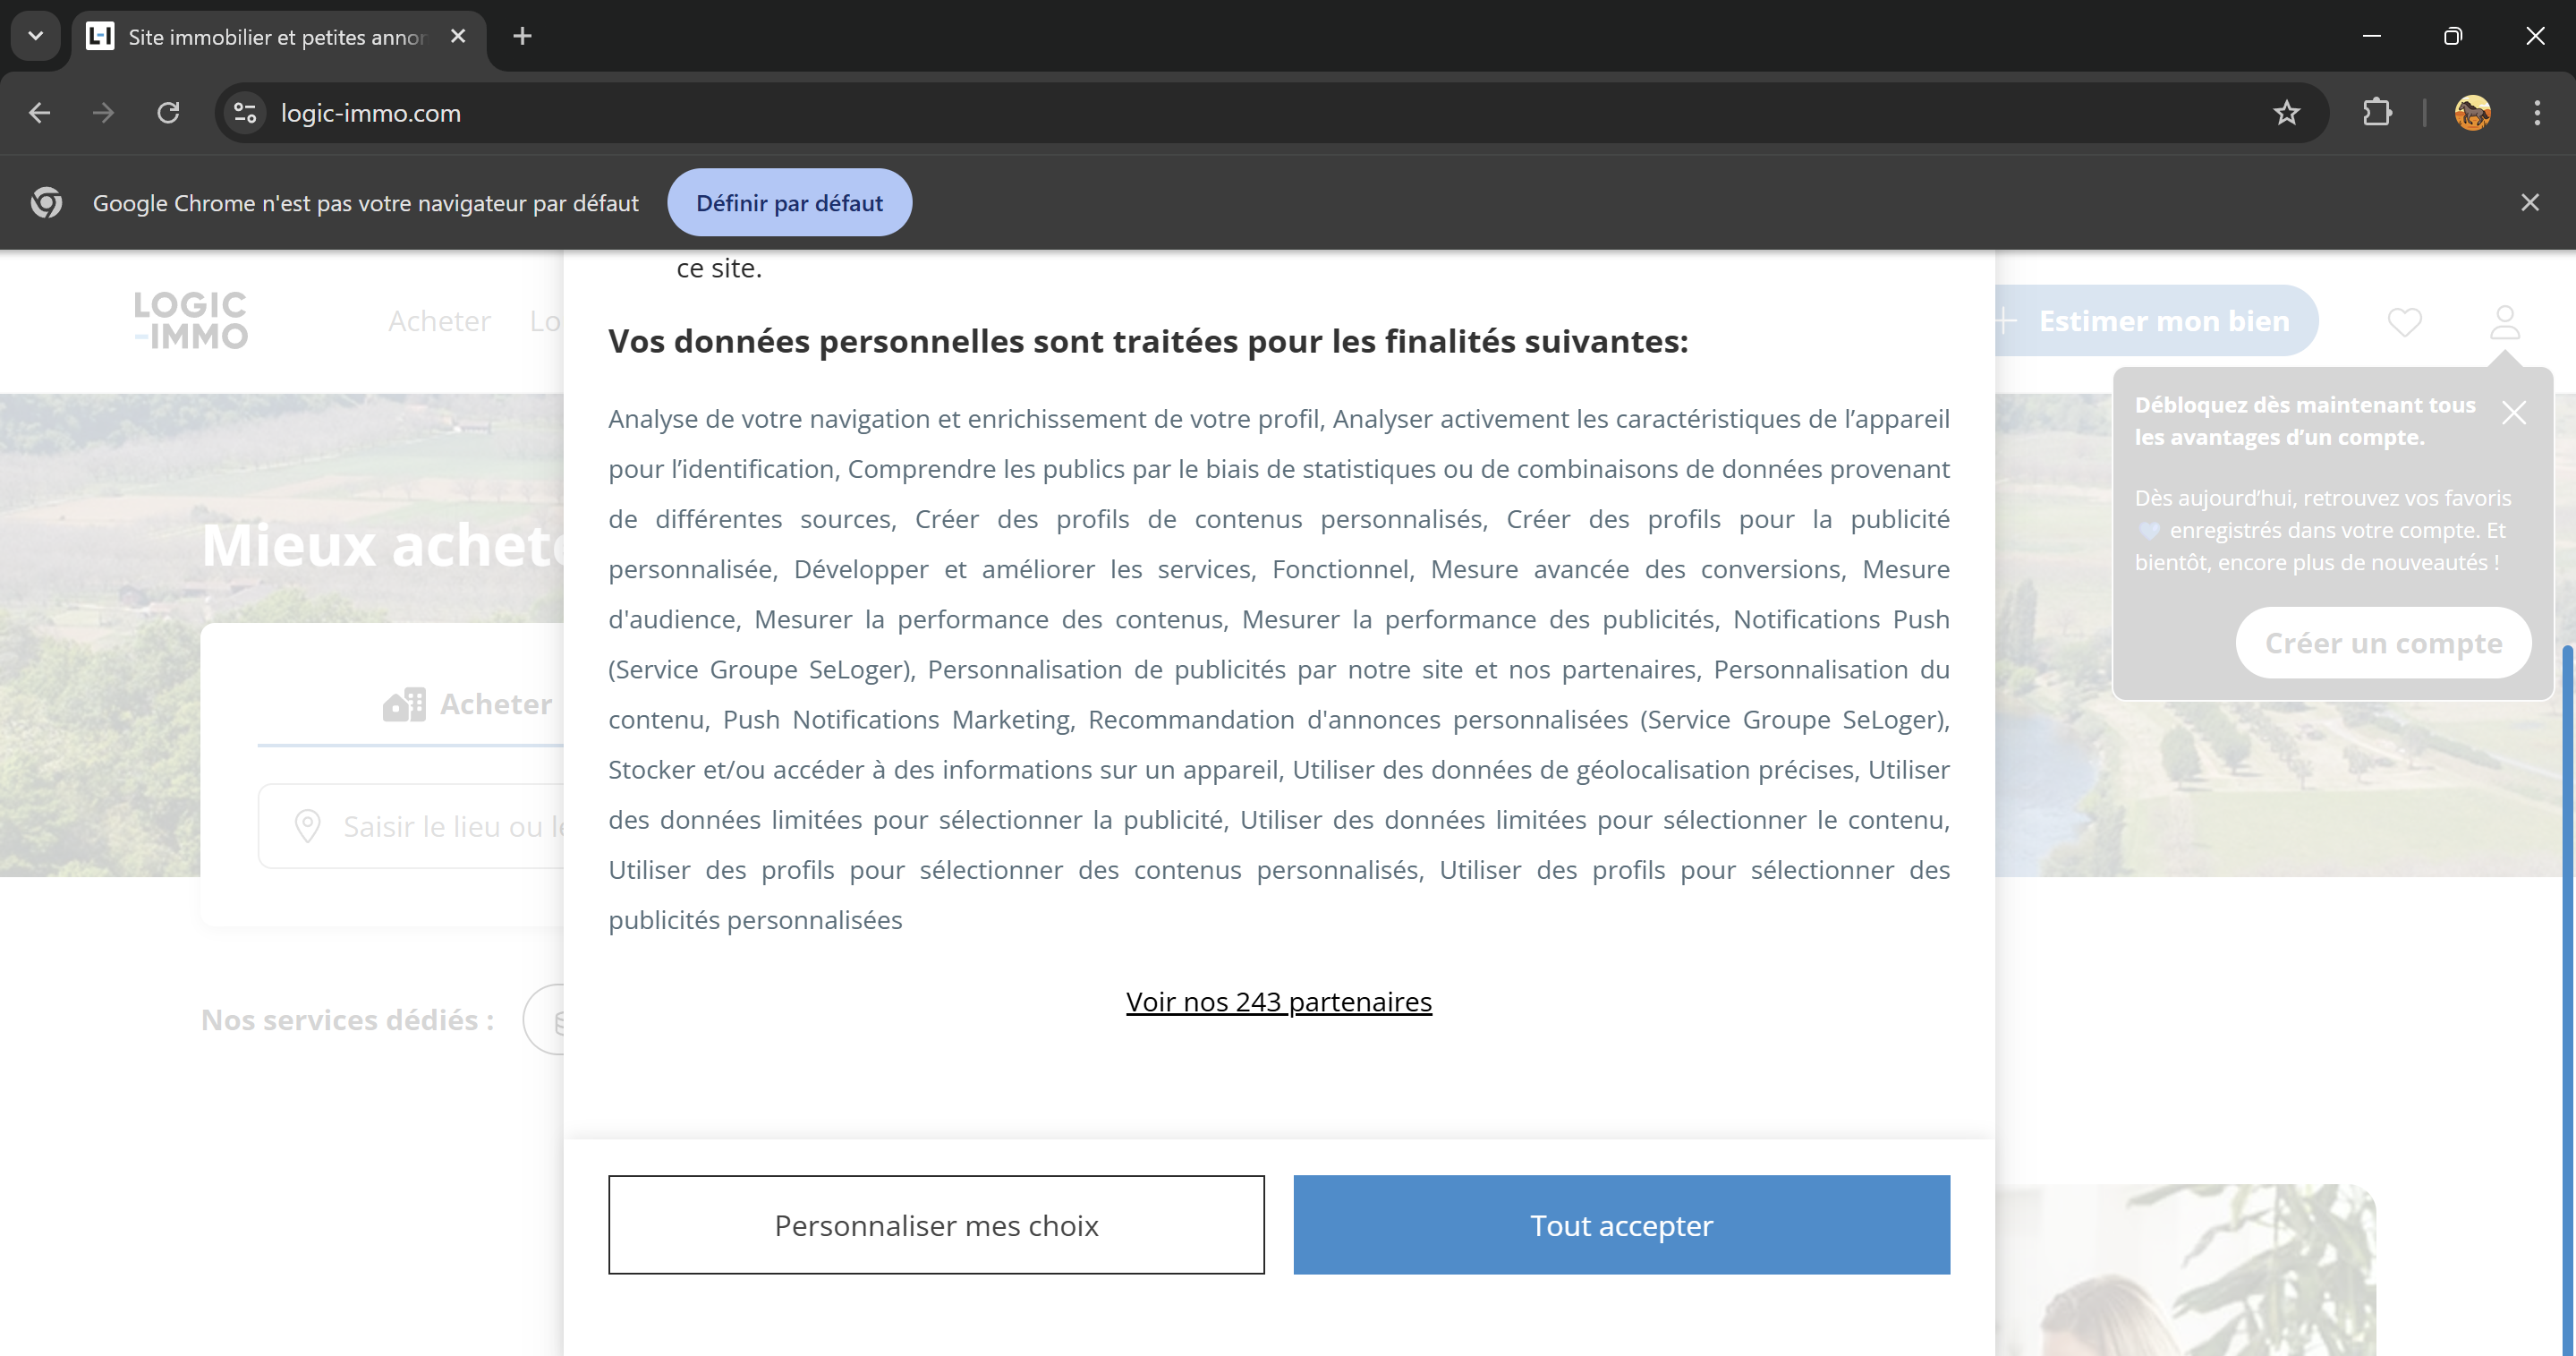 Site immobilier et petites annor
logic-immo.com
Google Chrome n'est pas votre navigateur par défaut
Définir par défaut
LOGIC
-IMMO
Acheter
Lo
ce site.
Estimer mon bien
Vos données personnelles sont traitées pour les finalités suivantes:
Analyse de votre navigation et enrichissement de votre profil, Analyser activement les caractéristiques de l’appareil
pour l’identification, Comprendre les publics par le biais de statistiques ou de combinaisons de données provenant
de différentes sources, Créer des profils de contenus personnalisés, Créer des profils pour la publicité
personnalisée, Développer et améliorer les services, Fonctionnel, Mesure avancée des conversions, Mesure
d'audience, Mesurer la performance des contenus, Mesurer la performance des publicités, Notifications Push
(Service Groupe SeLoger), Personnalisation de publicités par notre site et nos partenaires, Personnalisation du
contenu, Push Notifications Marketing, Recommandation d'annonces personnalisées (Service Groupe SeLoger),
Stocker et/ou accéder à des informations sur un appareil, Utiliser des données de géolocalisation précises, Utiliser
des données limitées pour sélectionner la publicité, Utiliser des données limitées pour sélectionner le contenu,
Utiliser des profils pour sélectionner des contenus personnalisés, Utiliser des profils pour sélectionner des
publicités personnalisées
Voir nos 243 partenaires
Personnaliser mes choix
Tout accepter
Débloquez dès maintenant tous
les avantages d’un compte.
Dès aujourd’hui, retrouvez vos favoris
💙 enregistrés dans votre compte. Et
bientôt, encore plus de nouveautés !
Créer un compte
Mieux achete
Acheter
Saisir le lieu ou le
Nos services dédiés :